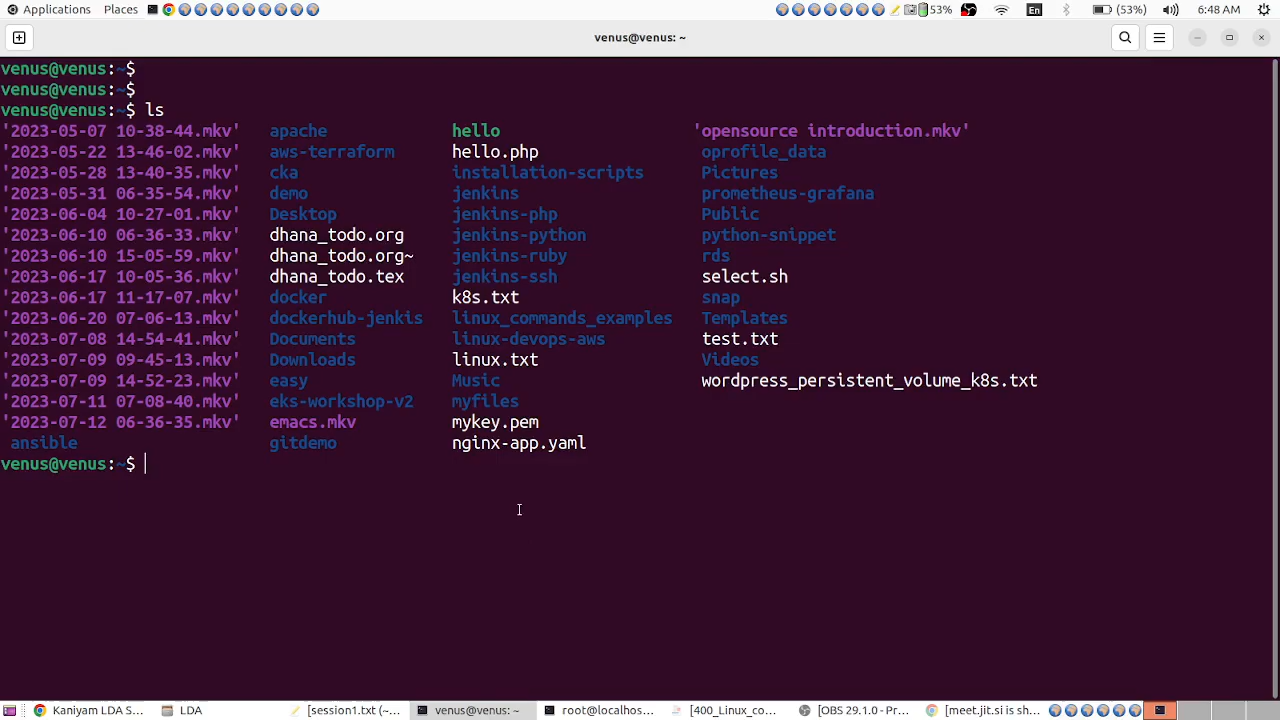 Applications Places 53% En (53%) 6:48 AM
venus@venus: ~
venus@venus:~$
venus@venus:~$
venus@venus:~$ ls
'2023-05-07 10-38-44.mkv' apache hello 'opensource introduction.mkv'
'2023-05-22 13-46-02.mkv' aws-terraform hello.php oprofile_data
'2023-05-28 13-40-35.mkv' cka installation-scripts Pictures
'2023-05-31 06-35-54.mkv' demo jenkins prometheus-grafana
'2023-06-04 10-27-01.mkv' Desktop jenkins-php Public
'2023-06-10 06-36-33.mkv' dhana_todo.org jenkins-python python-snippet
'2023-06-10 15-05-59.mkv' dhana_todo.org~ jenkins-ruby rds
'2023-06-17 10-05-36.mkv' dhana_todo.tex jenkins-ssh select.sh
'2023-06-17 11-17-07.mkv' docker k8s.txt snap
'2023-06-20 07-06-13.mkv' dockerhub-jenkis linux_commands_examples Templates
'2023-07-08 14-54-41.mkv' Documents linux-devops-aws test.txt
'2023-07-09 09-45-13.mkv' Downloads linux.txt Videos
'2023-07-09 14-52-23.mkv' easy Music wordpress_persistent_volume_k8s.txt
'2023-07-11 07-08-40.mkv' eks-workshop-v2 myfiles
'2023-07-12 06-36-35.mkv' emacs.mkv mykey.pem
ansible gitdemo nginx-app.yaml
venus@venus:~$
Kaniyam LDA S... LDA [session1.txt (~... venus@venus: ~ root@localhos... [400_Linux_co... [OBS 29.1.0 - Pr... [meet.jit.si is sh...